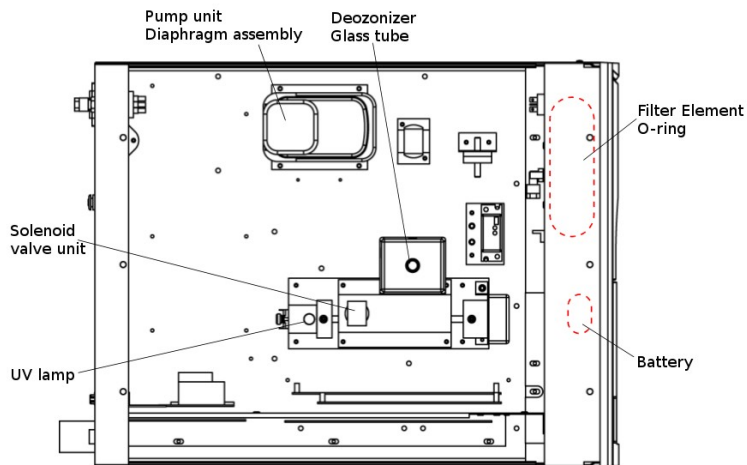 Pump unit
Diaphragm assembly
Deozonizer
Glass tube
Filter Element
O-ring
Solenoid
valve unit
UV lamp
Battery